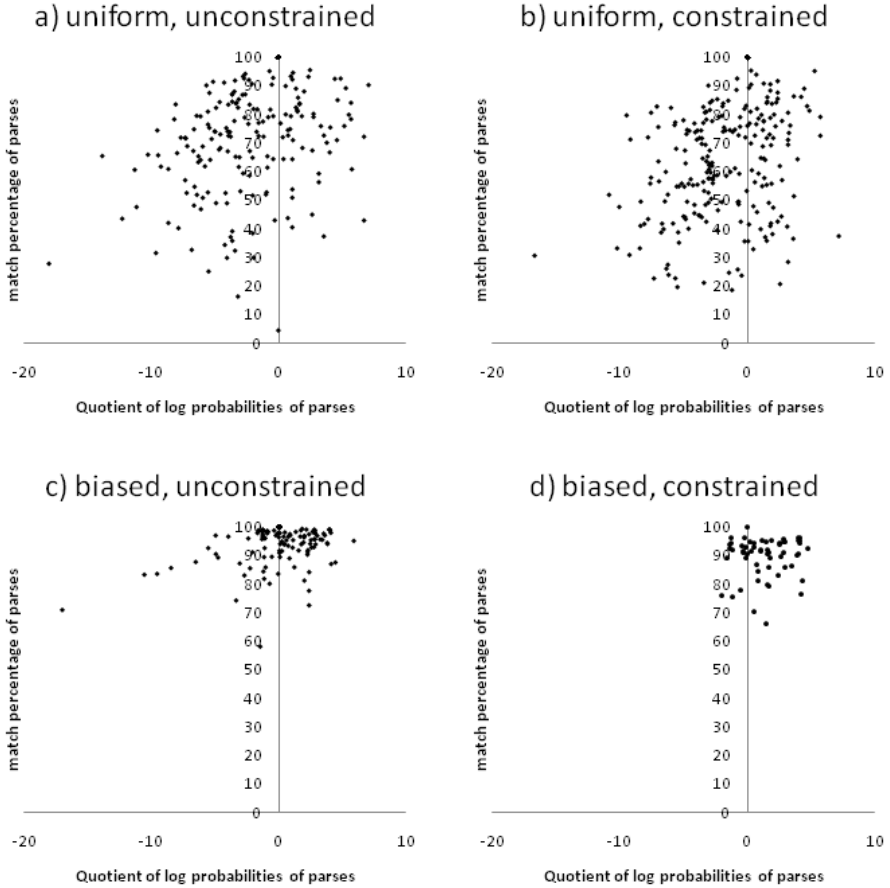 a) uniform, unconstrained
match percentage of parses
100
90
80
70
60
50
40
30
20
10
0
-20 -10 0 10
Quotient of log probabilities of parses
b) uniform, constrained
match percentage of parses
100
90
80
70
60
50
40
30
20
10
0
-20 -10 0 10
Quotient of log probabilities of parses
c) biased, unconstrained
match percentage of parses
100
90
80
70
60
50
40
30
20
10
0
-20 -10 0 10
Quotient of log probabilities of parses
d) biased, constrained
match percentage of parses
100
90
80
70
60
50
40
30
20
10
0
-20 -10 0 10
Quotient of log probabilities of parses